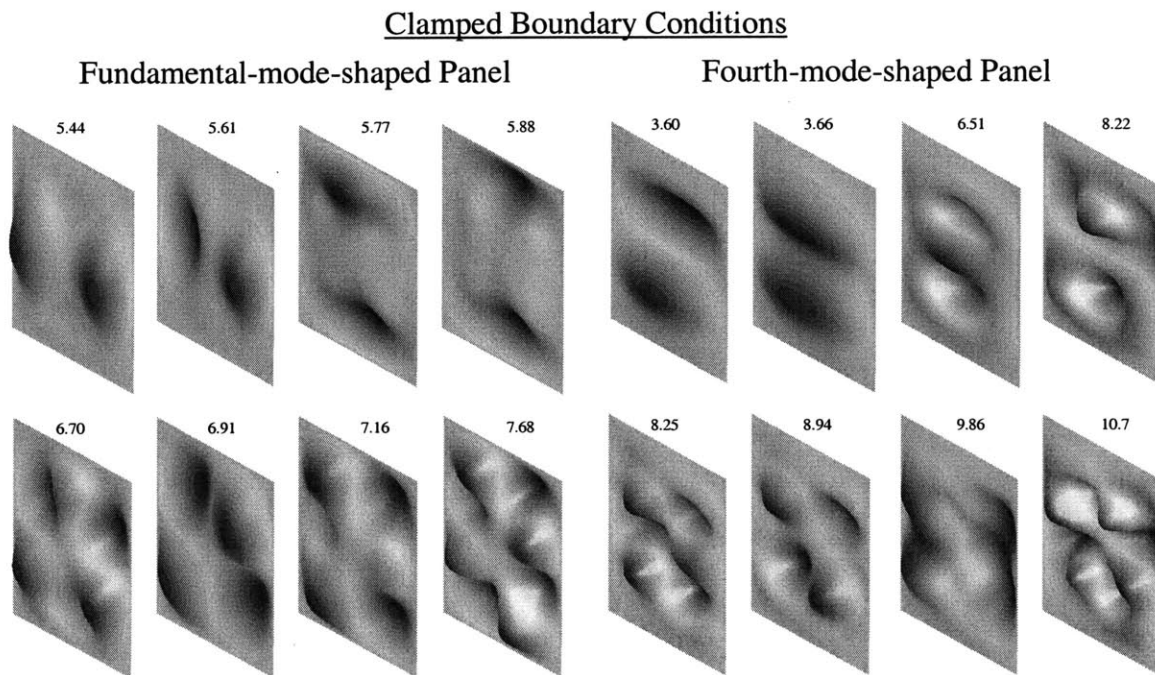 Clamped Boundary Conditions
Fundamental-mode-shaped Panel
Fourth-mode-shaped Panel
5.44 5.61 5.77 5.88 3.60 3.66 6.51 8.22
6.70 6.91 7.16 7.68 8.25 8.94 9.86 10.7